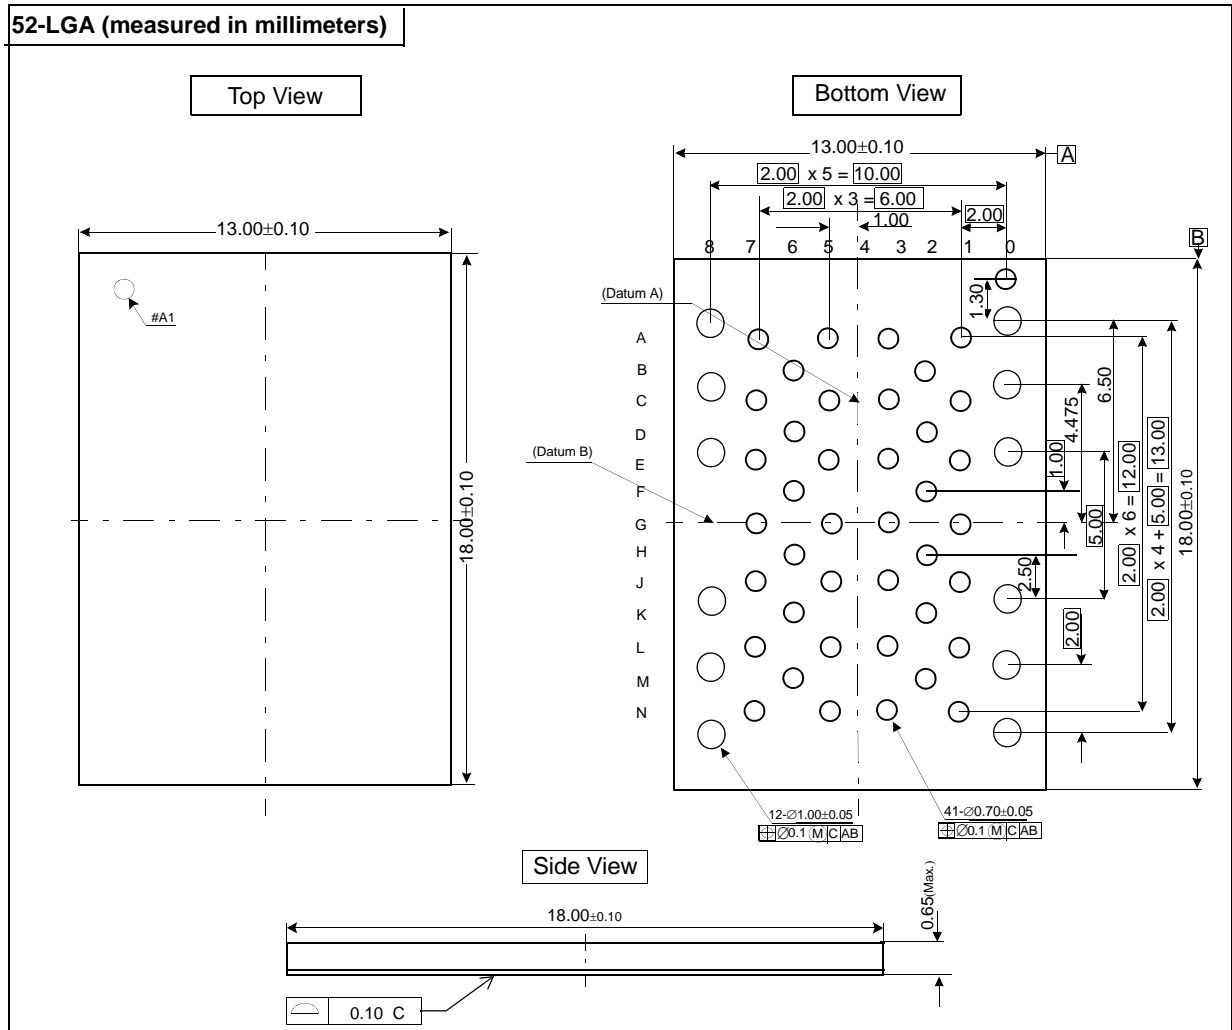 52-LGA (measured in millimeters)
Top View
Bottom View
13.00±0.10
#A1
18.00±0.10
13.00±0.10
A
2.00 x 5 = 10.00
2.00 x 3 = 6.00
1.00
2.00
B
8 7 6 5 4 3 2 1 0
(Datum A)
(Datum B)
A
B
C
D
E
F
G
H
J
K
L
M
N
1.30
6.50
4.475
1.00
5.00
2.50
2.00
2.00 x 6 = 12.00
2.00 x 4 + 5.00 = 13.00
18.00±0.10
12-∅1.00±0.05
⌖ ∅0.1 Ⓜ C AB
41-∅0.70±0.05
⌖ ∅0.1 Ⓜ C AB
Side View
18.00±0.10
0.65(Max.)
0.10 C